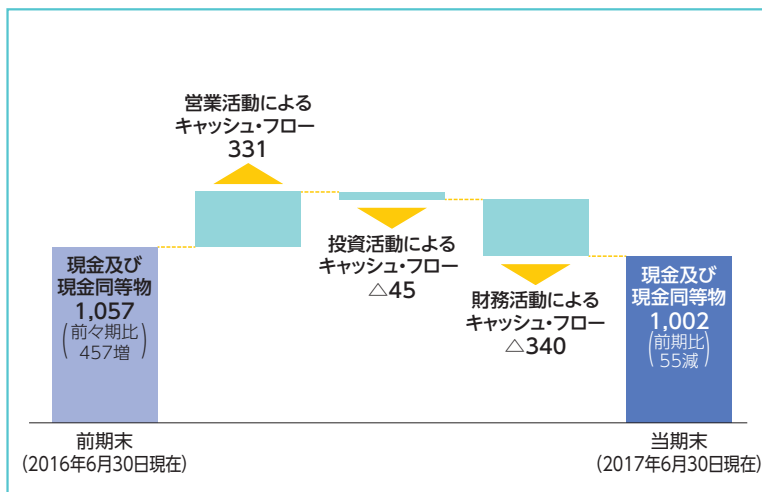 営業活動による
キャッシュ・フロー
331
投資活動による
キャッシュ・フロー
△45
財務活動による
キャッシュ・フロー
△340
現金及び
現金同等物
1,057
(前々期比
457増)
現金及び
現金同等物
1,002
(前期比
55減)
前期末
(2016年6月30日現在)
当期末
(2017年6月30日現在)